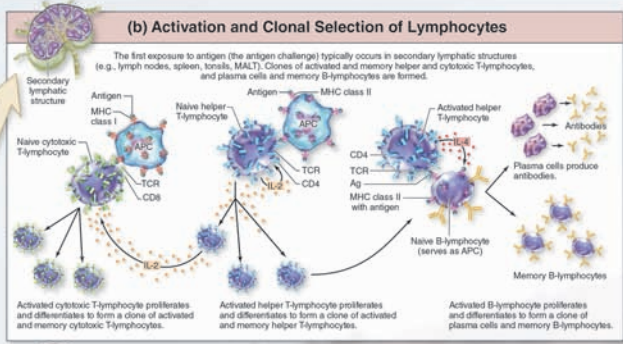 (b) Activation and Clonal Selection of Lymphocytes
The first exposure to antigen (the antigen challenge) typically occurs in secondary lymphatic structures
(e.g., lymph nodes, spleen, tonsils, MALT). Clones of activated and memory helper and cytotoxic T-lymphocytes,
and plasma cells and memory B-lymphocytes are formed.
Secondary
lymphatic
structure
Antigen
MHC
class I
APC
Naive cytotoxic
T-lymphocyte
TCR
CD8
IL-2
Activated cytotoxic T-lymphocyte proliferates
and differentiates to form a clone of activated
and memory cytotoxic T-lymphocytes.
Naive helper
T-lymphocyte
Antigen
MHC class II
APC
TCR
CD4
IL-2
Activated helper T-lymphocyte proliferates
and differentiates to form a clone of activated
and memory helper T-lymphocytes.
Activated helper
T-lymphocyte
IL-4
CD4
TCR
Ag
MHC class II
with antigen
Naive B-lymphocyte
(serves as APC)
Antibodies
Plasma cells produce
antibodies.
Memory B-lymphocytes
Activated B-lymphocyte proliferates
and differentiates to form a clone of
plasma cells and memory B-lymphocytes.